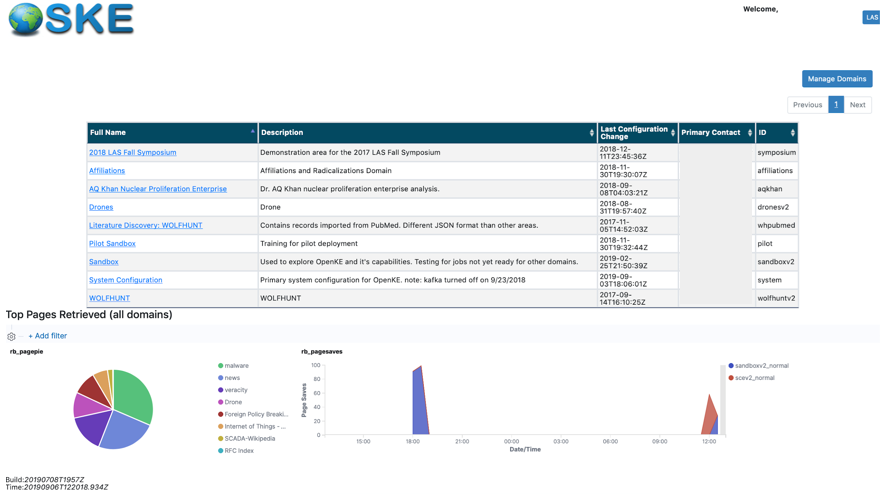 OSKE
Welcome,
LAS
Manage Domains
Previous 1 Next
Full Name Description Last Configuration Change Primary Contact ID
2018 LAS Fall Symposium Demonstration area for the 2017 LAS Fall Symposium 2018-12-11T23:45:36Z symposium
Affiliations Affiliations and Radicalizations Domain 2018-11-30T19:30:07Z affiliations
AQ Khan Nuclear Proliferation Enterprise Dr. AQ Khan nuclear proliferation enterprise analysis. 2018-09-08T04:03:21Z aqkhan
Drones Drone 2018-08-31T19:57:40Z dronesv2
Literature Discovery: WOLFHUNT Contains records imported from PubMed. Different JSON format than other areas. 2017-11-05T14:52:03Z whpubmed
Pilot Sandbox Training for pilot deployment 2018-11-30T19:32:44Z pilot
Sandbox Used to explore OpenKE and it's capabilities. Testing for jobs not yet ready for other domains. 2019-02-25T21:50:39Z sandboxv2
System Configuration Primary system configuration for OpenKE. note: kafka turned off on 9/23/2018 2019-09-03T18:06:01Z system
WOLFHUNT WOLFHUNT 2017-09-14T16:10:25Z wolfhuntv2
Top Pages Retrieved (all domains)
+ Add filter
rb_pagepie
malware
news
veracity
Drone
Foreign Policy Breaki...
Internet of Things - ...
SCADA-Wikipedia
RFC Index
rb_pagesaves
Page Saves
100
80
60
40
20
0
15:00 18:00 21:00 00:00 03:00 06:00 09:00 12:00
Date/Time
sandboxv2_normal
scev2_normal
Build:20190708T1957Z
Time:20190906T122018.934Z